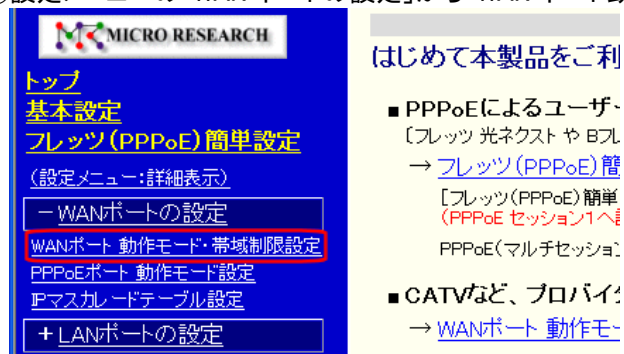 MICRO RESEARCH
トップ
基本設定
フレッツ(PPPoE)簡単設定
(設定メニュー:詳細表示)
－WANポートの設定
WANポート 動作モード・帯域制限設定
PPPoEポート 動作モード設定
IPマスカレードテーブル設定
+LANポートの設定
はじめて本製品をご利
■PPPoEによるユーザー
[フレッツ 光ネクスト や Bフレ
→ フレッツ(PPPoE)簡
[フレッツ(PPPoE)簡単
(PPPoE セッション1へ
PPPoE(マルチセッション
■CATVなど、プロバイ
→ WANポート 動作モー